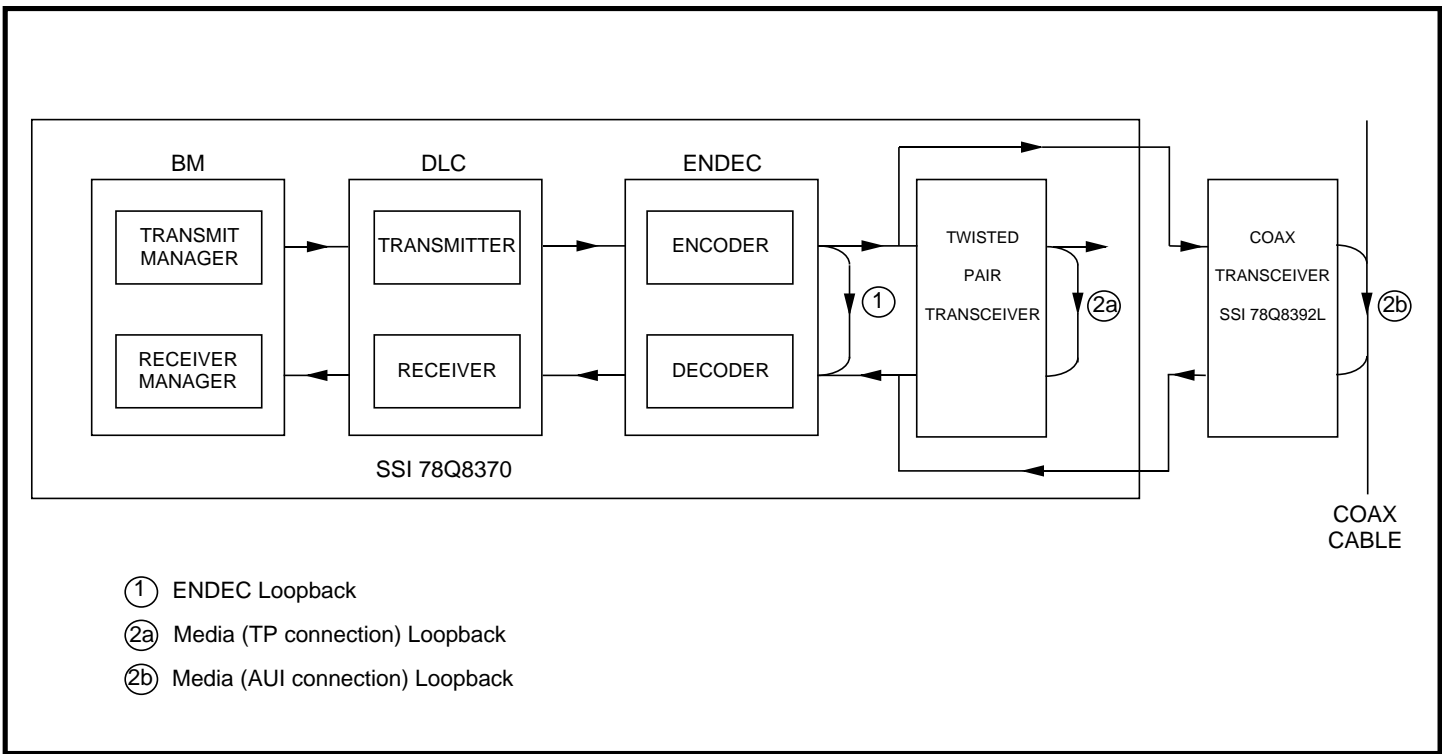 BM
DLC
ENDEC
TRANSMIT
MANAGER
TRANSMITTER
ENCODER
TWISTED
PAIR
TRANSCEIVER
COAX
TRANSCEIVER
SSI 78Q8392L
1
2a
2b
RECEIVER
MANAGER
RECEIVER
DECODER
SSI 78Q8370
COAX
CABLE
1 ENDEC Loopback
2a Media (TP connection) Loopback
2b Media (AUI connection) Loopback